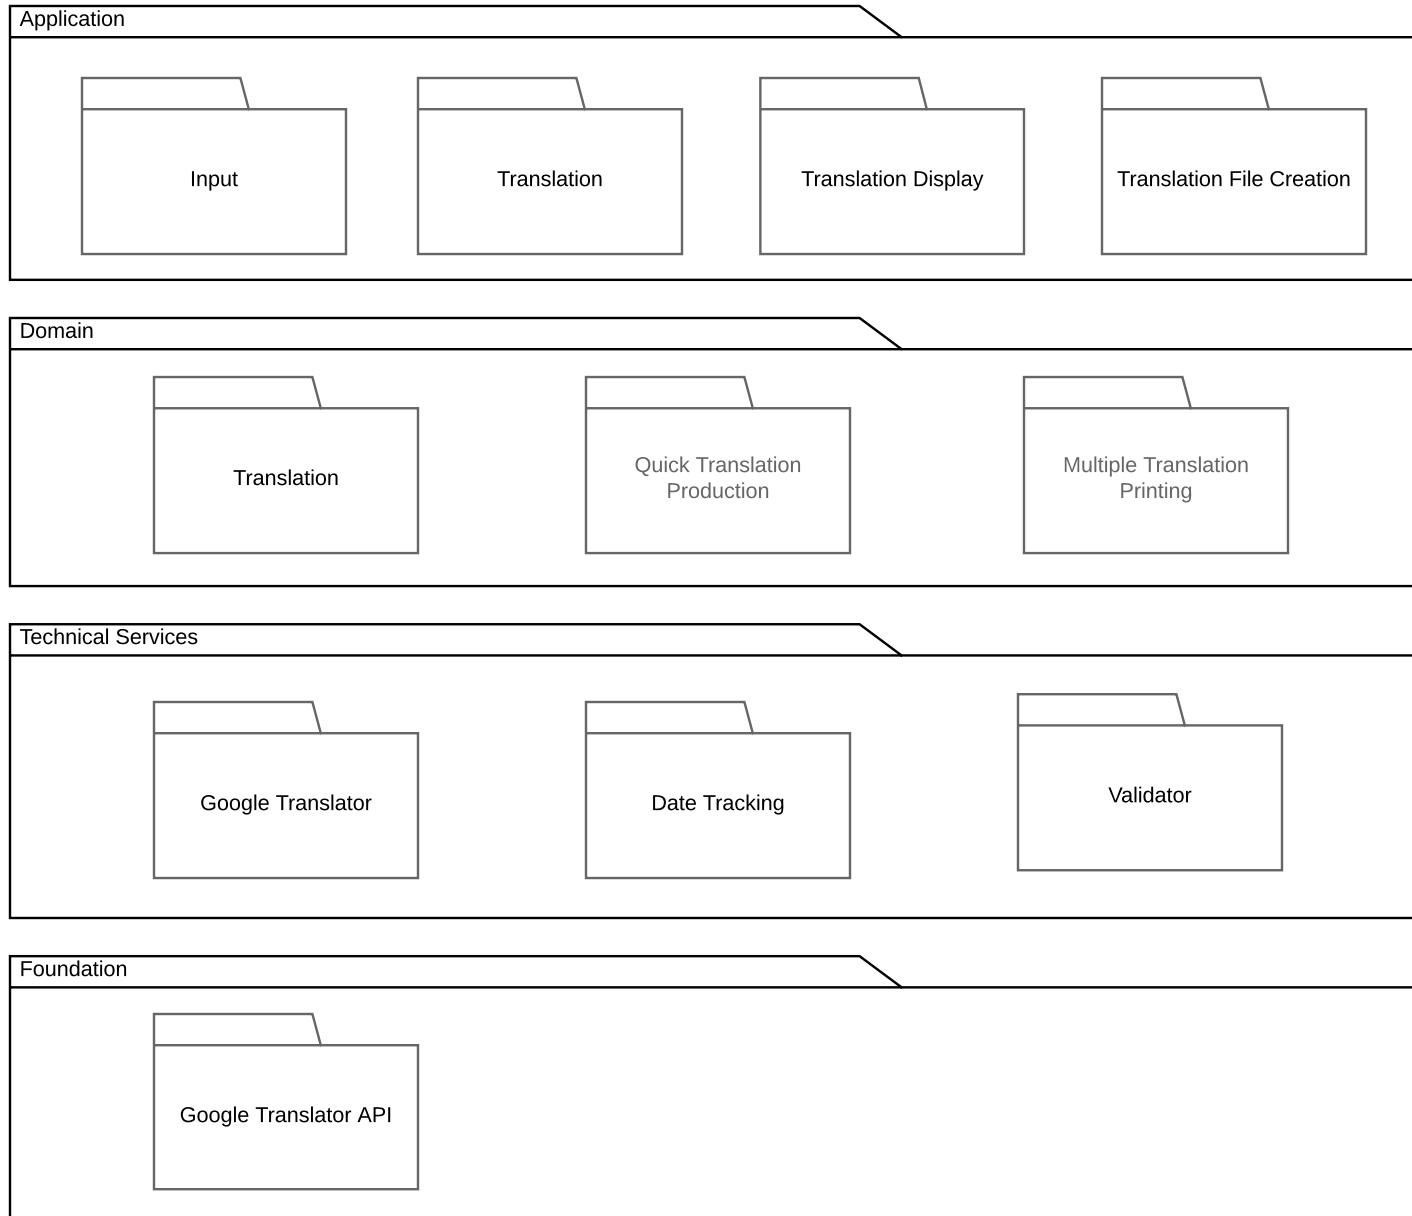 Application
Input
Translation
Translation Display
Translation File Creation
Domain
Translation
Quick Translation
Production
Multiple Translation
Printing
Technical Services
Google Translator
Date Tracking
Validator
Foundation
Google Translator API